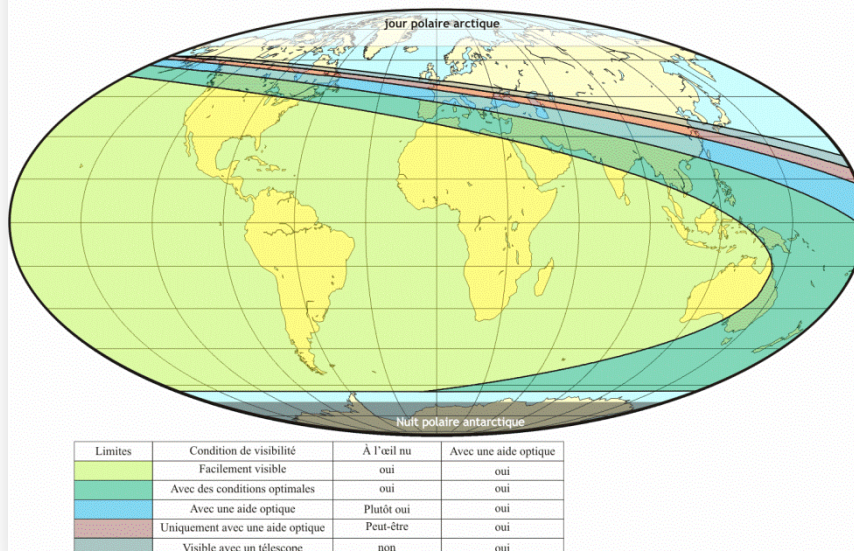 jour polaire arctique
Nuit polaire antarctique
Limites Condition de visibilité À l’œil nu Avec une aide optique
Facilement visible oui oui
Avec des conditions optimales oui oui
Avec une aide optique Plutôt oui oui
Uniquement avec une aide optique Peut-être oui
Visible avec un télescope non oui